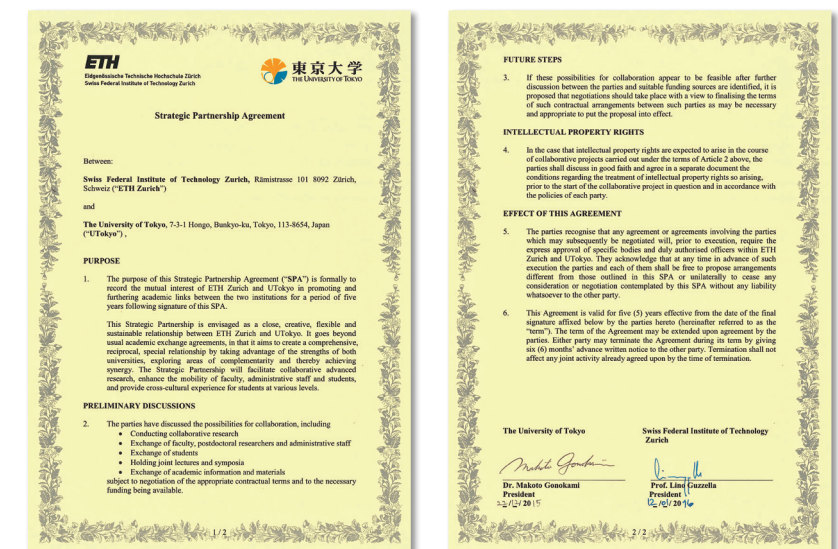 ETH
Eidgenössische Technische Hochschule Zürich
Swiss Federal Institute of Technology Zurich
東京大学
THE UNIVERSITY OF TOKYO
Strategic Partnership Agreement
Between:
Swiss Federal Institute of Technology Zurich, Rämistrasse 101 8092 Zürich,
Schweiz (“ETH Zurich”)
and
The University of Tokyo, 7-3-1 Hongo, Bunkyo-ku, Tokyo, 113-8654, Japan
(“UTokyo”) ,
PURPOSE
1. The purpose of this Strategic Partnership Agreement (“SPA”) is formally to
record the mutual interest of ETH Zurich and UTokyo in promoting and
furthering academic links between the two institutions for a period of five
years following signature of this SPA.
This Strategic Partnership is envisaged as a close, creative, flexible and
sustainable relationship between ETH Zurich and UTokyo. It goes beyond
usual academic exchange agreements, in that it aims to create a comprehensive,
reciprocal, special relationship by taking advantage of the strengths of both
universities, exploring areas of complementarity and thereby achieving
synergy. The Strategic Partnership will facilitate collaborative advanced
research, enhance the mobility of faculty, administrative staff and students,
and provide cross-cultural experience for students at various levels.
PRELIMINARY DISCUSSIONS
2. The parties have discussed the possibilities for collaboration, including
• Conducting collaborative research
• Exchange of faculty, postdoctoral researchers and administrative staff
• Exchange of students
• Holding joint lectures and symposia
• Exchange of academic information and materials
subject to negotiation of the appropriate contractual terms and to the necessary
funding being available.
1/2
FUTURE STEPS
3. If these possibilities for collaboration appear to be feasible after further
discussion between the parties and suitable funding sources are identified, it is
proposed that negotiations should take place with a view to finalising the terms
of such contractual arrangements between such parties as may be necessary
and appropriate to put the proposal into effect.
INTELLECTUAL PROPERTY RIGHTS
4. In the case that intellectual property rights are expected to arise in the course
of collaborative projects carried out under the terms of Article 2 above, the
parties shall discuss in good faith and agree in a separate document the
conditions regarding the treatment of intellectual property rights so arising,
prior to the start of the collaborative project in question and in accordance with
the policies of each party.
EFFECT OF THIS AGREEMENT
5. The parties recognise that any agreement or agreements involving the parties
which may subsequently be negotiated will, prior to execution, require the
express approval of specific bodies and duly authorised officers within ETH
Zurich and UTokyo. They acknowledge that at any time in advance of such
execution the parties and each of them shall be free to propose arrangements
different from those outlined in this SPA or unilaterally to cease any
consideration or negotiation contemplated by this SPA without any liability
whatsoever to the other party.
6. This Agreement is valid for five (5) years effective from the date of the final
signature affixed below by the parties hereto (hereinafter referred to as the
“term”). The term of the Agreement may be extended upon agreement by the
parties. Either party may terminate the Agreement during its term by giving
six (6) months’ advance written notice to the other party. Termination shall not
affect any joint activity already agreed upon by the time of termination.
The University of Tokyo
Swiss Federal Institute of Technology
Zurich
Makoto Gonokami
Dr. Makoto Gonokami
President
22/12/2015
Prof. Lino Guzzella
President
12/01/2016
2/2